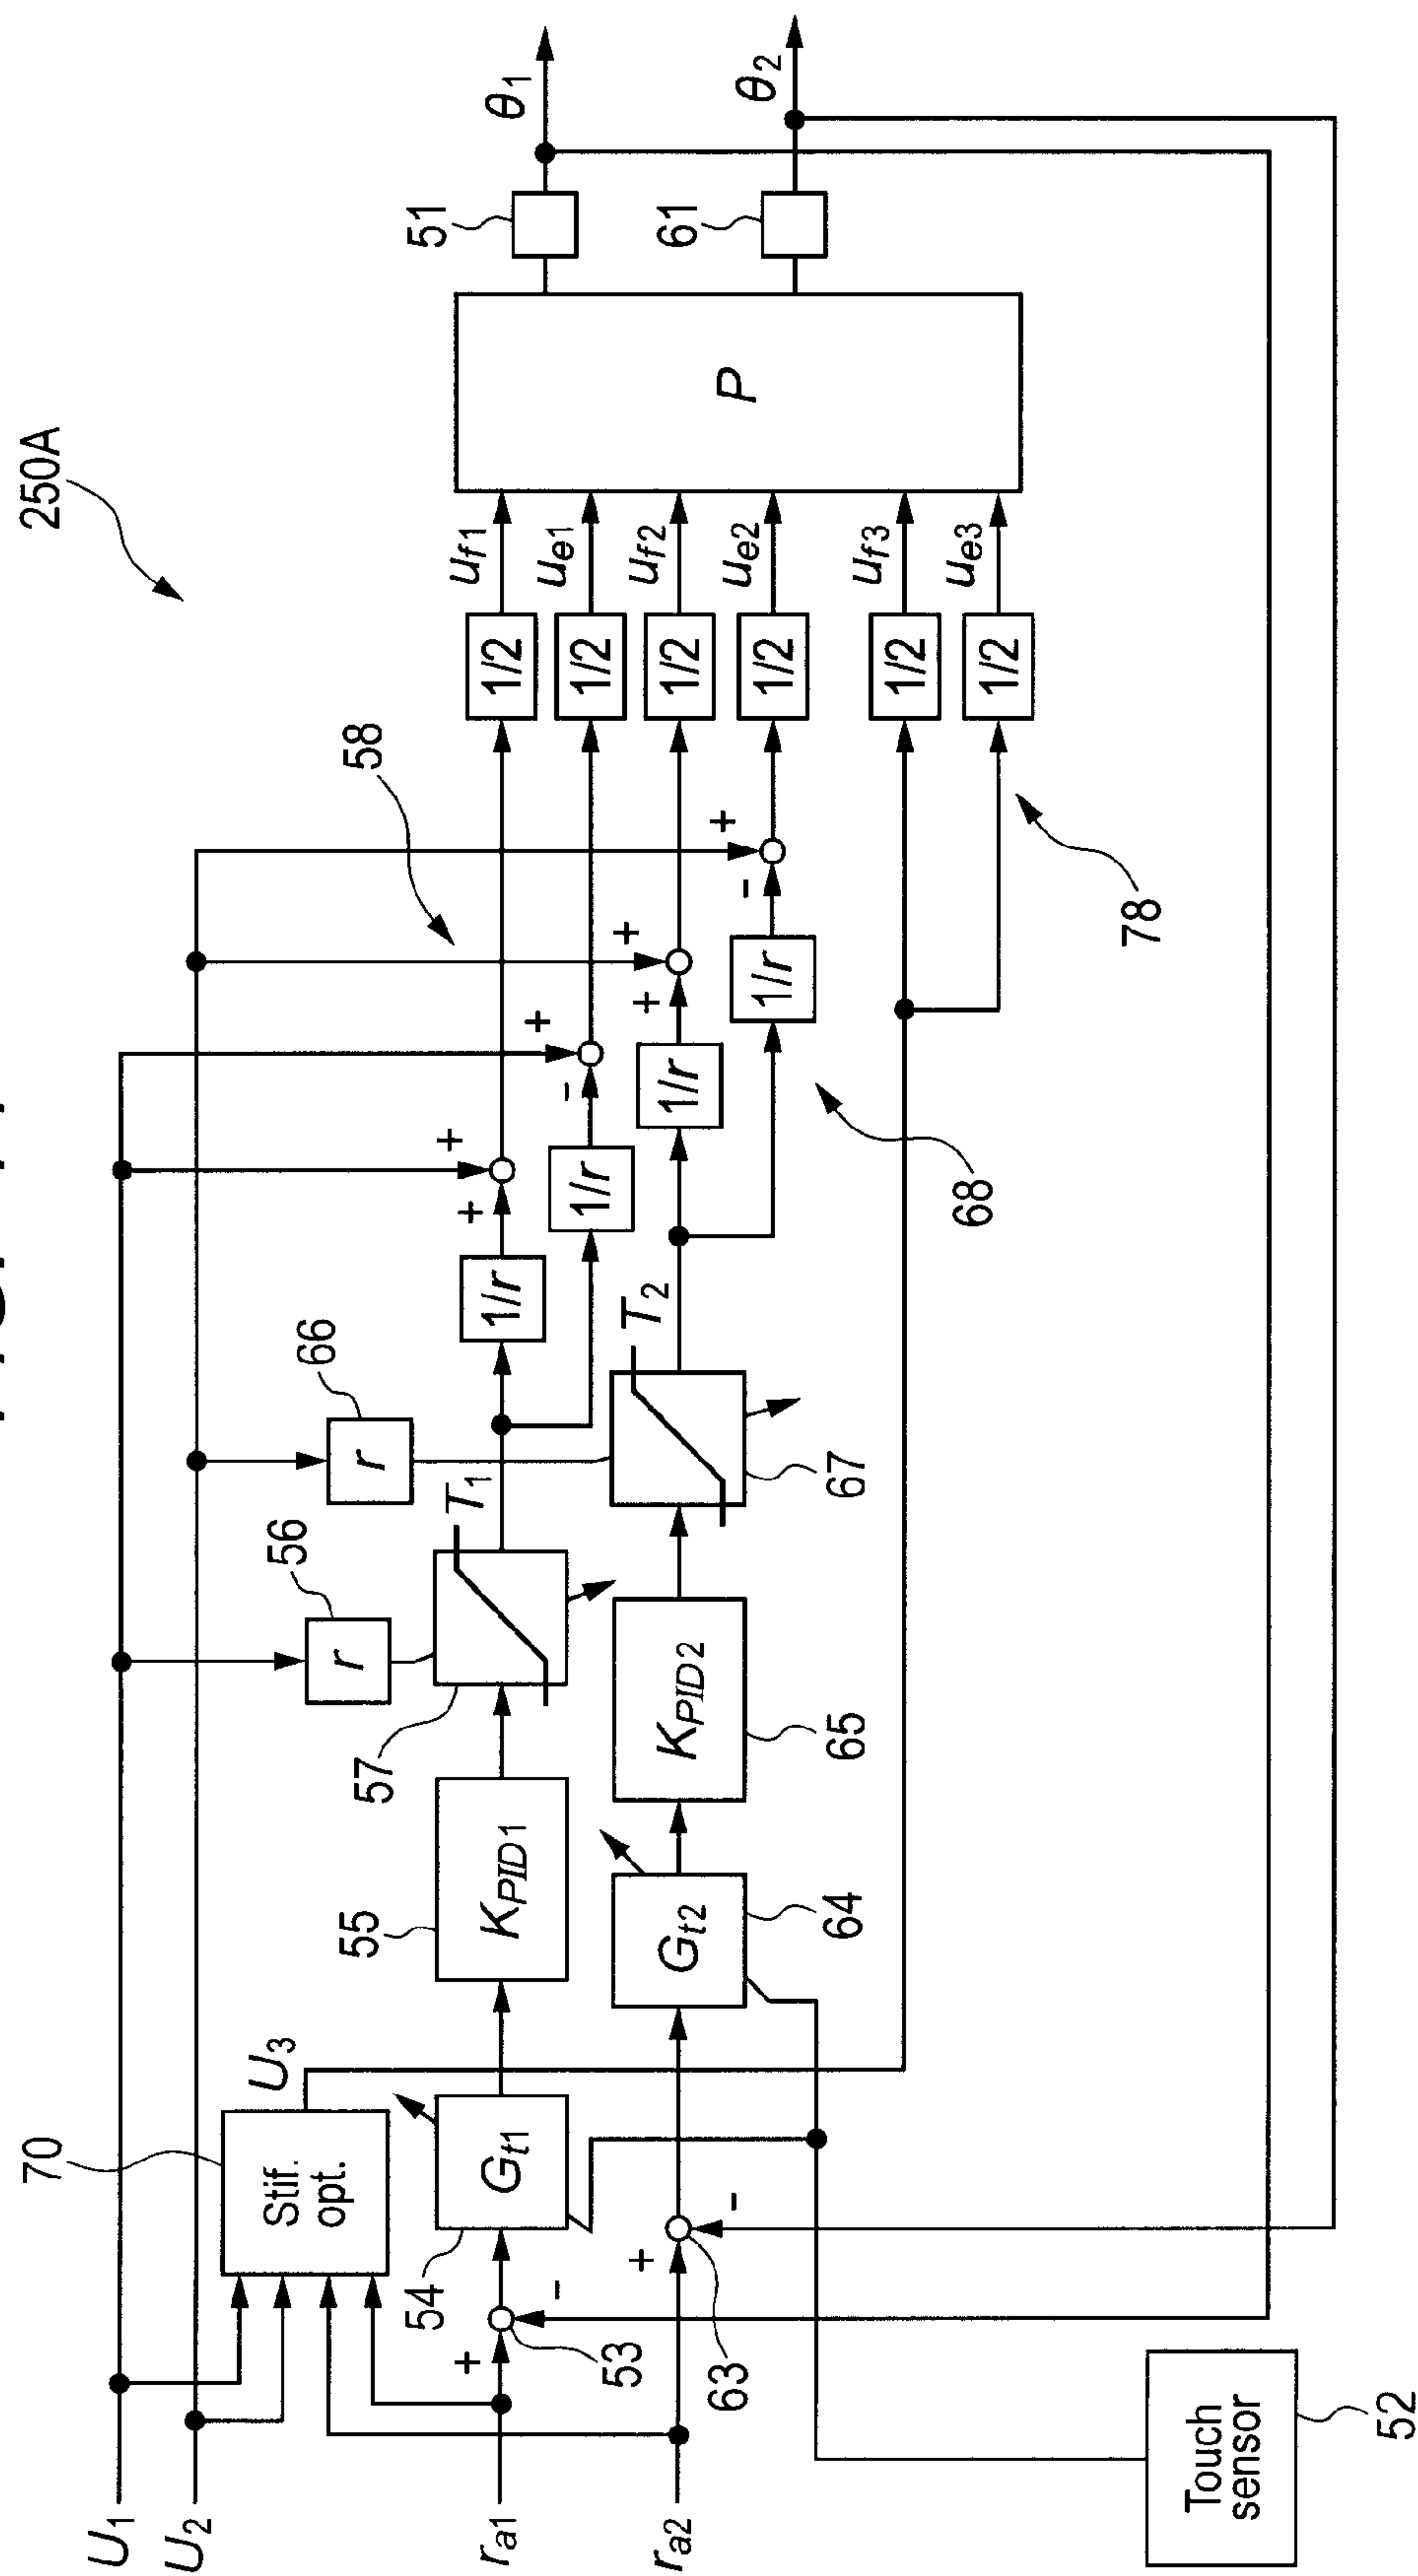 250A
U1
U2
ra1
ra2
70
Stif.
opt.
U3
54
Gt1
53
63
55
KPID1
57
56
r
66
r
T1
Gt2
64
KPID2
65
67
T2
1/r
1/r
1/r
1/r
+
-
+
-
+
+
-
+
+
+
-
+
58
68
78
1/2
1/2
1/2
1/2
1/2
1/2
uf1
ue1
uf2
ue2
uf3
ue3
P
51
61
θ1
θ2
Touch
sensor
52